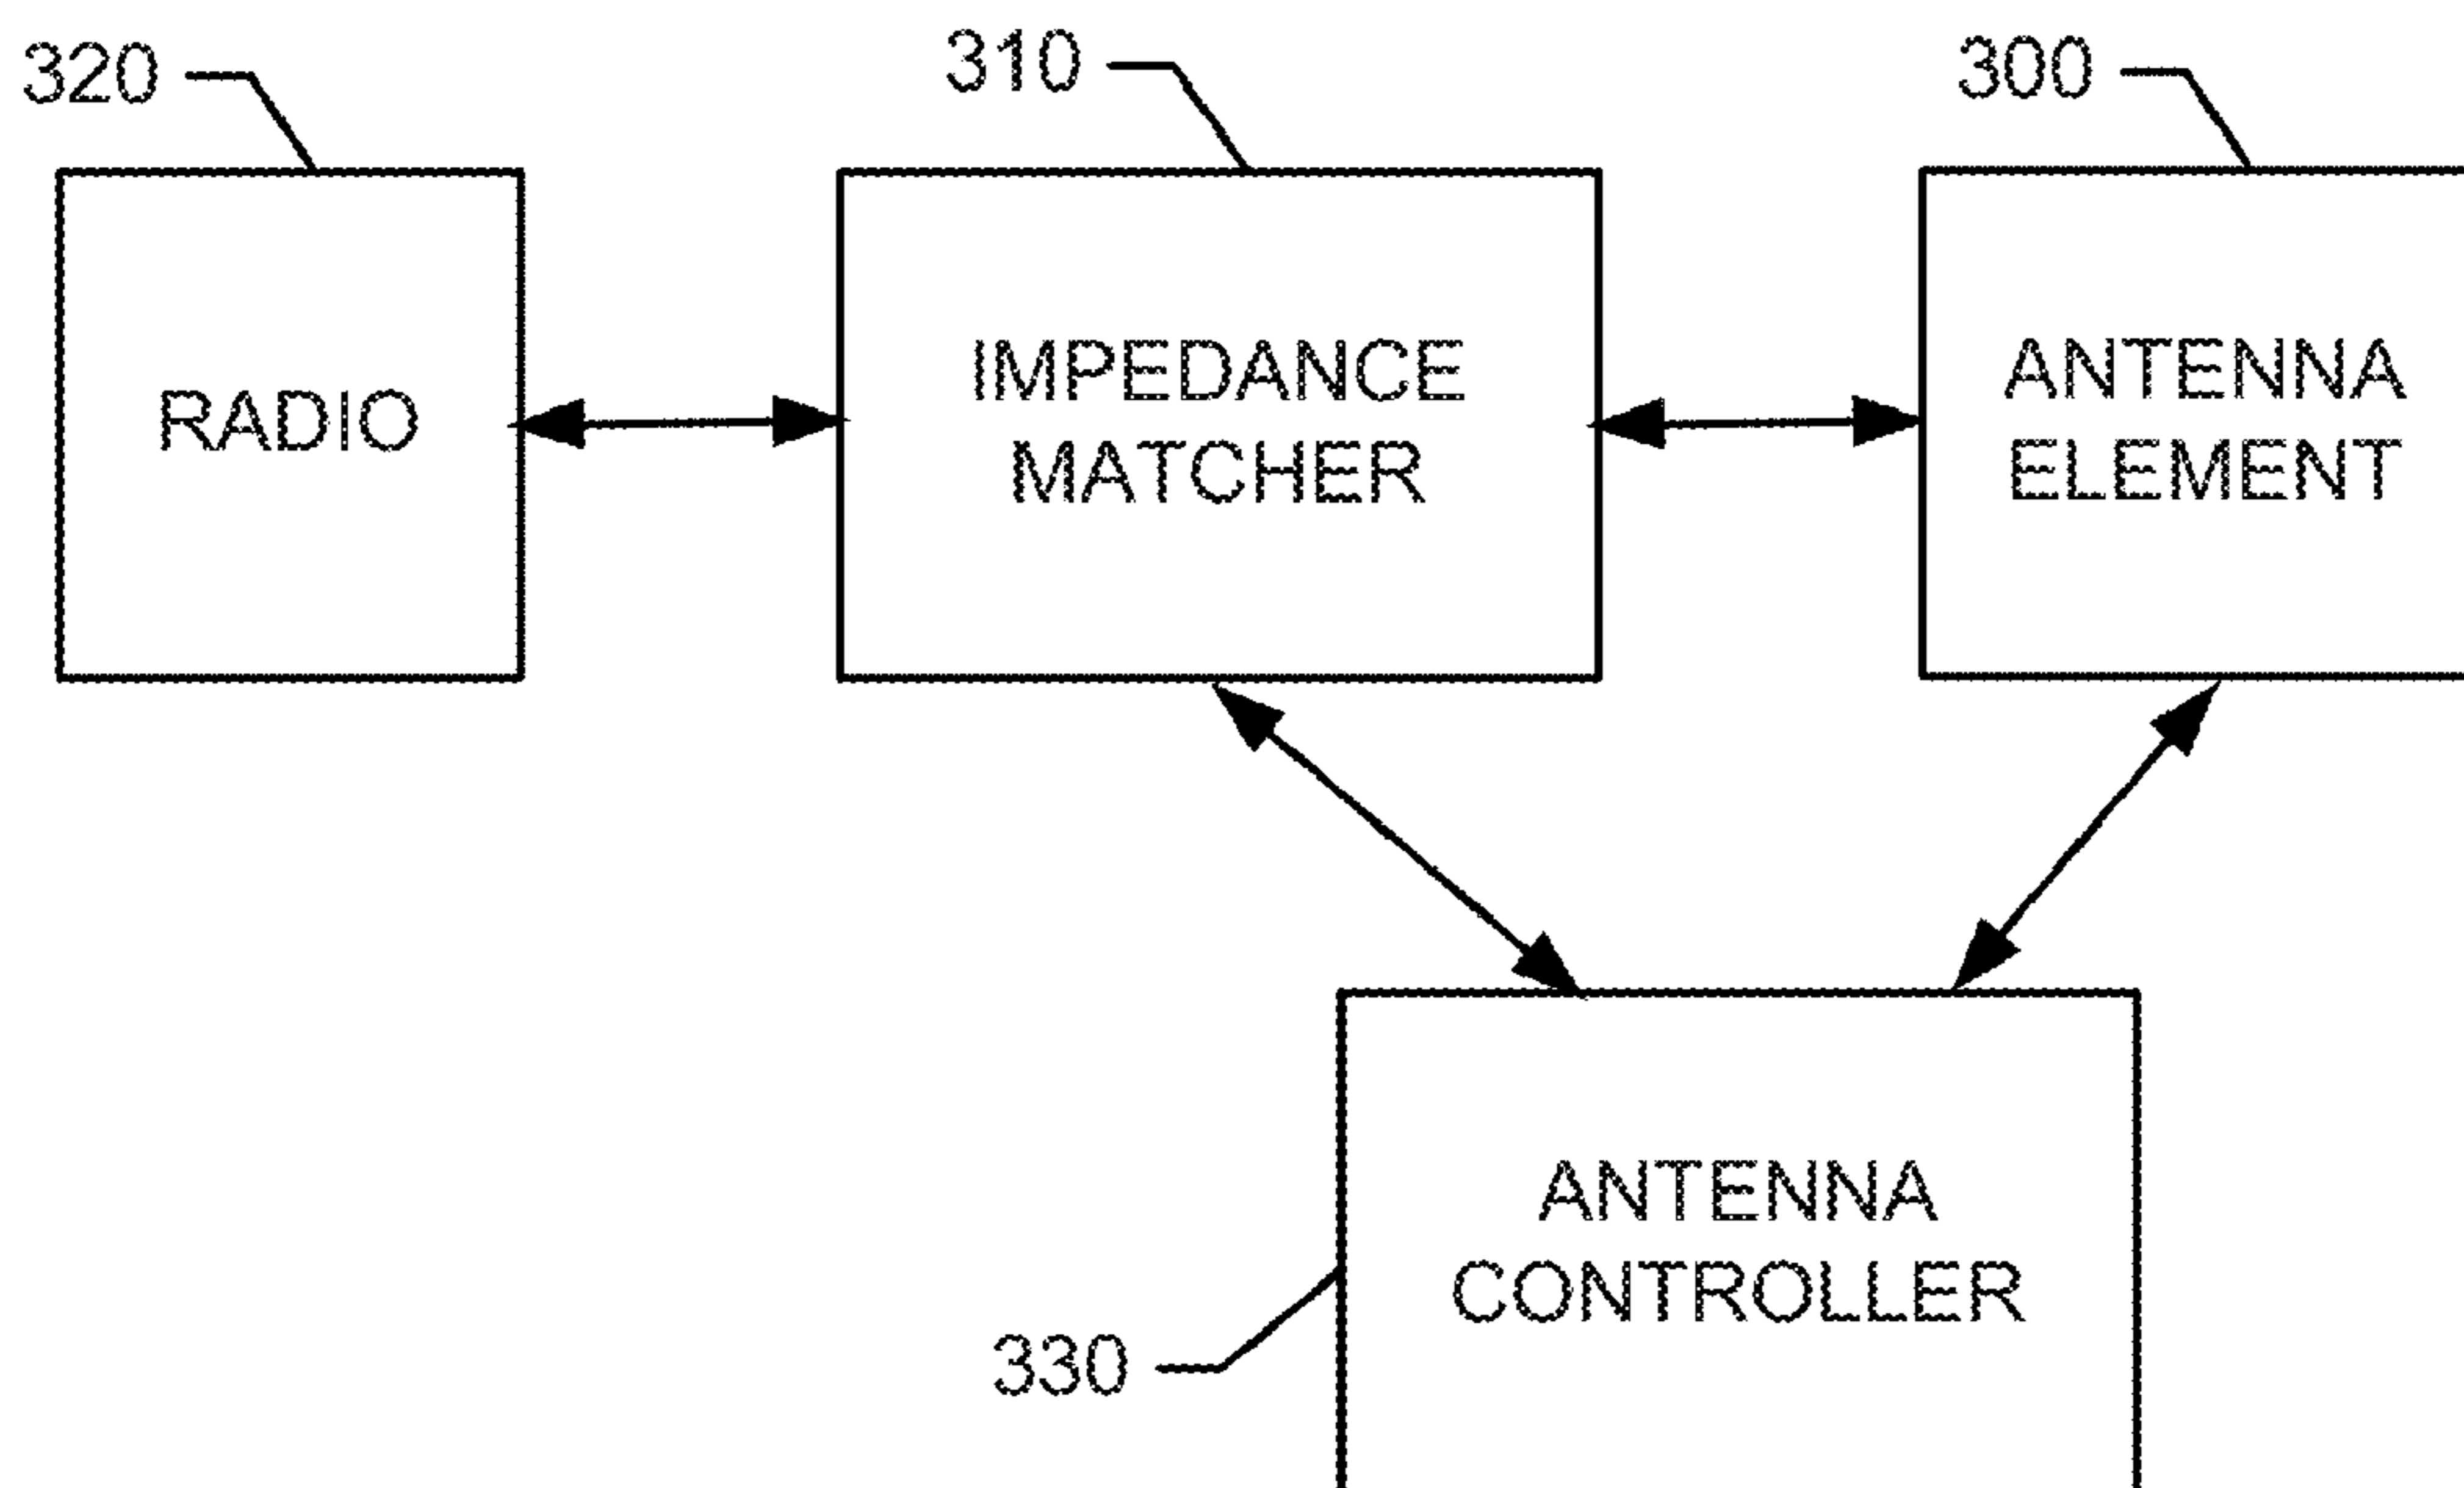 320
310
300
RADIO
IMPEDANCE
MATCHER
ANTENNA
ELEMENT
ANTENNA
CONTROLLER
330